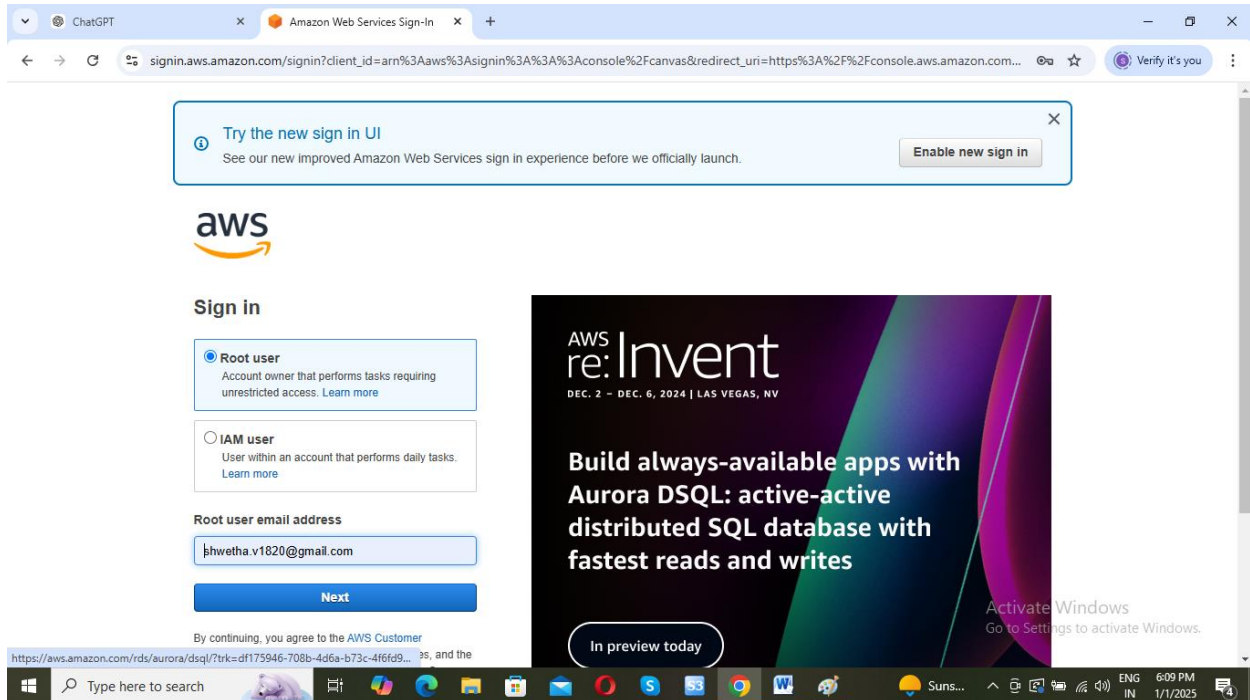 ChatGPT
Amazon Web Services Sign-In
signin.aws.amazon.com/signin?client_id=arn%3Aaws%3Asignin%3A%3A%3Aconsole%2Fcanvas&redirect_uri=https%3A%2F%2Fconsole.aws.amazon.com...
Verify it's you
Try the new sign in UI
See our new improved Amazon Web Services sign in experience before we officially launch.
Enable new sign in
aws
Sign in
Root user
Account owner that performs tasks requiring
unrestricted access. Learn more
IAM user
User within an account that performs daily tasks.
Learn more
Root user email address
shwetha.v1820@gmail.com
Next
By continuing, you agree to the AWS Customer
es, and the
AWS
re:Invent
DEC. 2 – DEC. 6, 2024 | LAS VEGAS, NV
Build always-available apps with
Aurora DSQL: active-active
distributed SQL database with
fastest reads and writes
In preview today
Activate Windows
Go to Settings to activate Windows.
https://aws.amazon.com/rds/aurora/dsql/?trk=df175946-708b-4d6a-b73c-4f6fd9...
Type here to search
S3
Suns...
ENG
IN
6:09 PM
1/1/2025
4